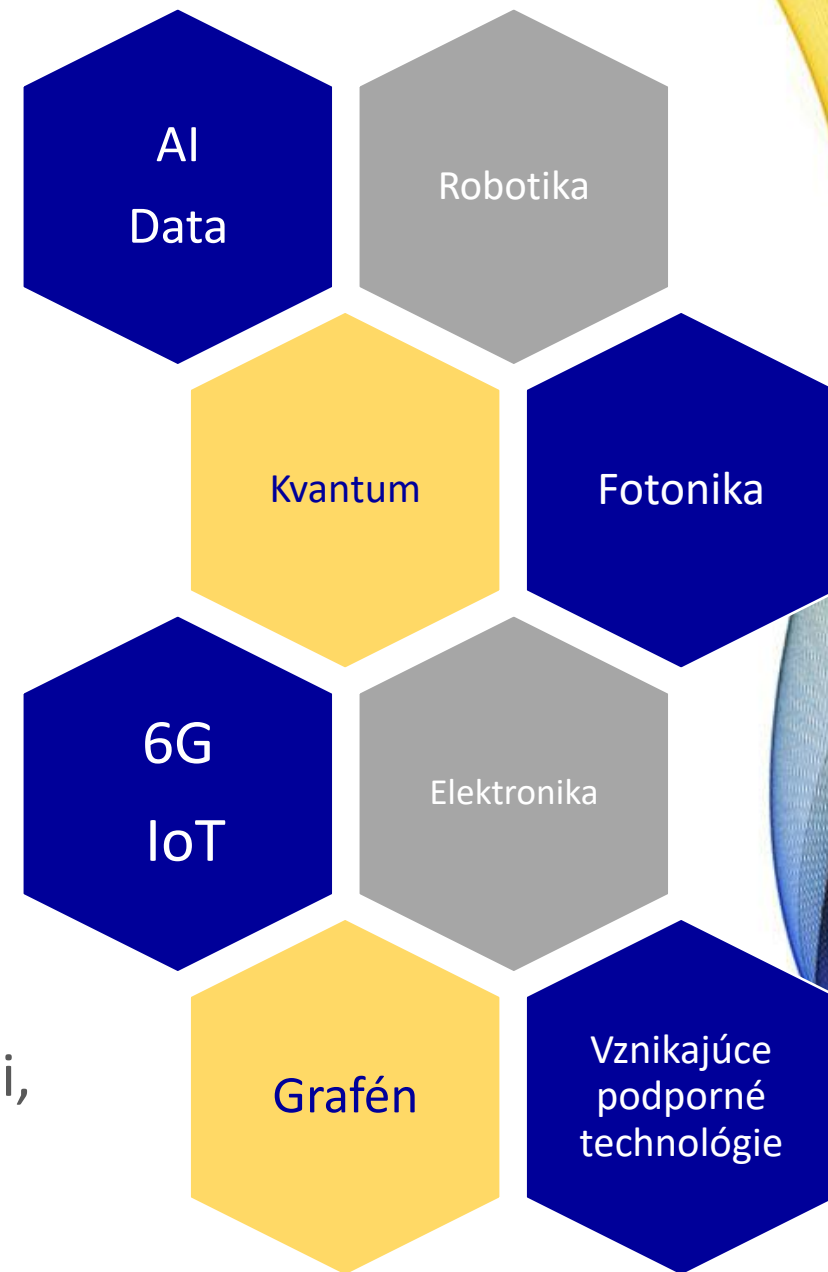 AI
Data
Robotika
Kvantum
Fotonika
6G
IoT
Elektronika
i,
Grafén
Vznikajúce
podporné
technológie